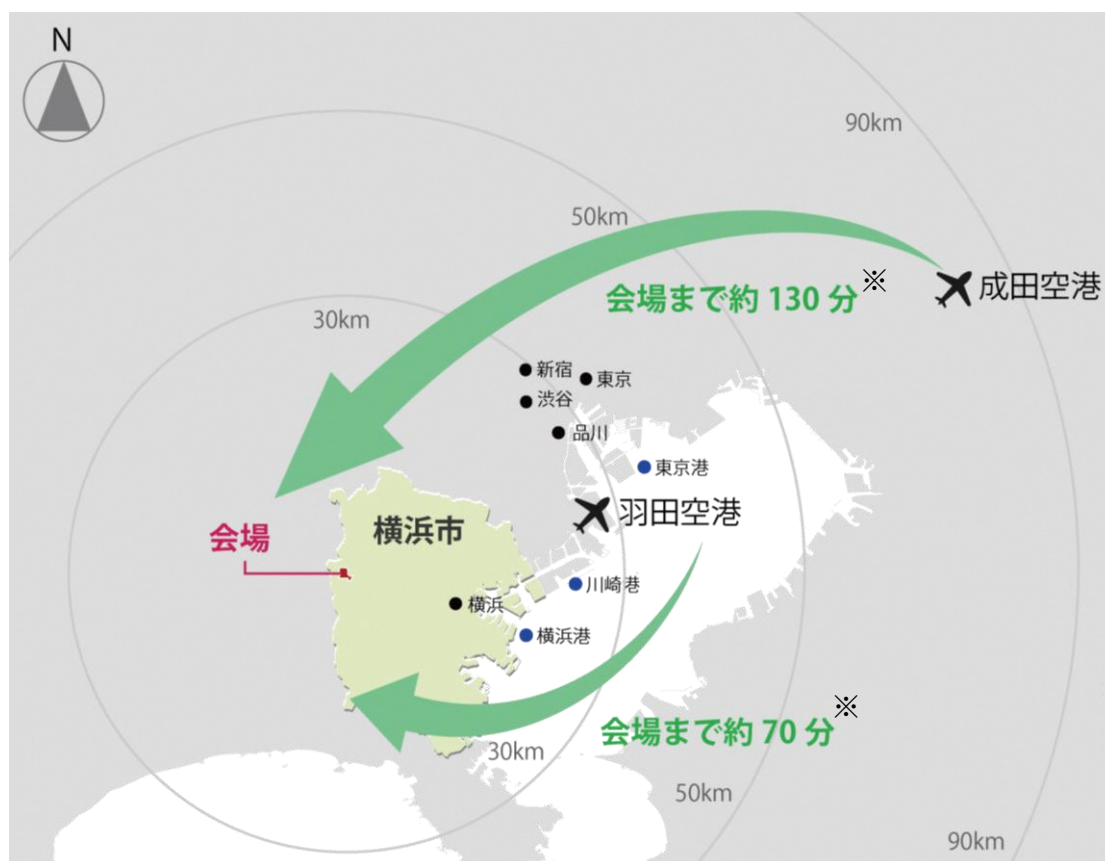 N
90km
50km
成田空港
会場まで約 130 分※
30km
新宿
東京
渋谷
品川
東京港
羽田空港
横浜市
会場
川崎港
横浜
横浜港
会場まで約 70 分※
30km
50km
90km